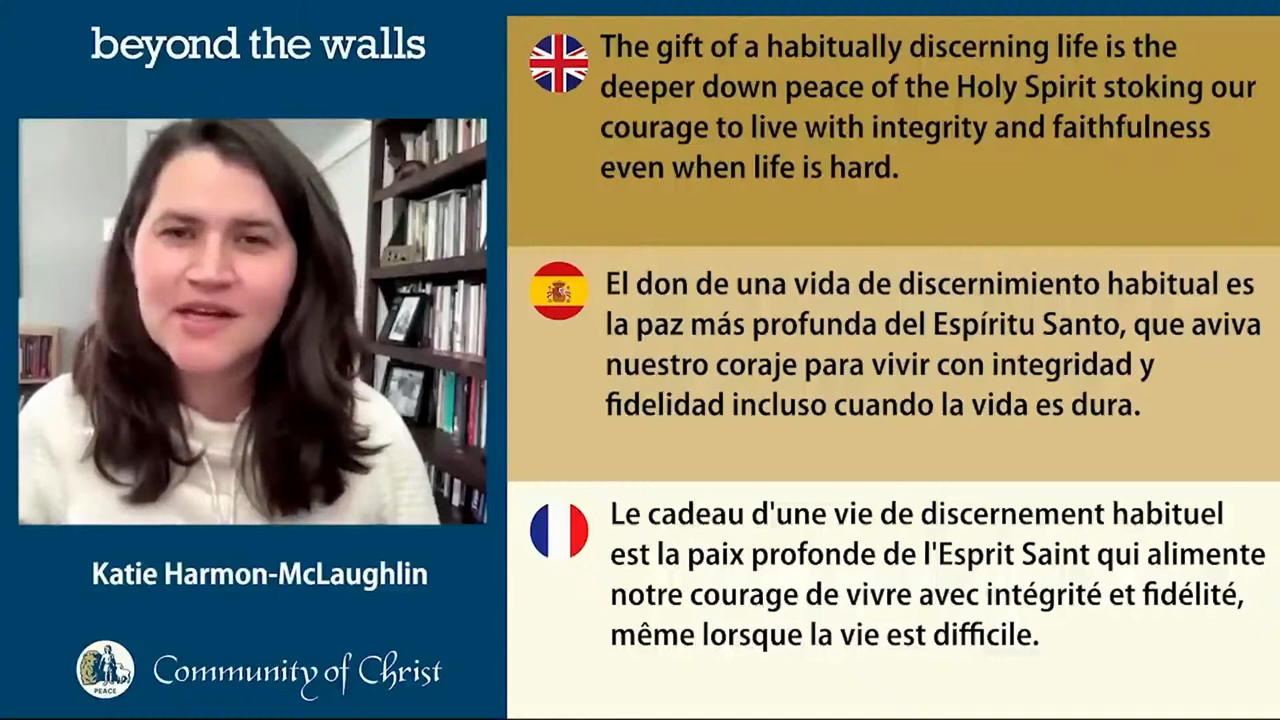 beyond the walls
Katie Harmon-McLaughlin
PEACE
Community of Christ
The gift of a habitually discerning life is the
deeper down peace of the Holy Spirit stoking our
courage to live with integrity and faithfulness
even when life is hard.
El don de una vida de discernimiento habitual es
la paz más profunda del Espíritu Santo, que aviva
nuestro coraje para vivir con integridad y
fidelidad incluso cuando la vida es dura.
Le cadeau d'une vie de discernement habituel
est la paix profonde de l'Esprit Saint qui alimente
notre courage de vivre avec intégrité et fidélité,
même lorsque la vie est difficile.